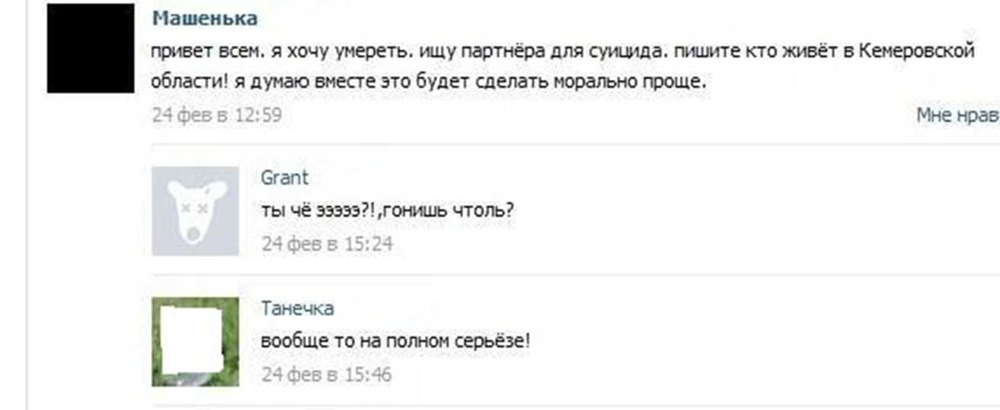 Машенька
привет всем. я хочу умереть. ищу партнёра для суицида. пишите кто живёт в Кемеровской
области! я думаю вместе это будет сделать морально проще.
24 фев в 12:59
Мне нрав
Grant
ты чё эээээ?!,гонишь чтоль?
24 фев в 15:24
Танечка
вообще то на полном серьёзе!
24 фев в 15:46